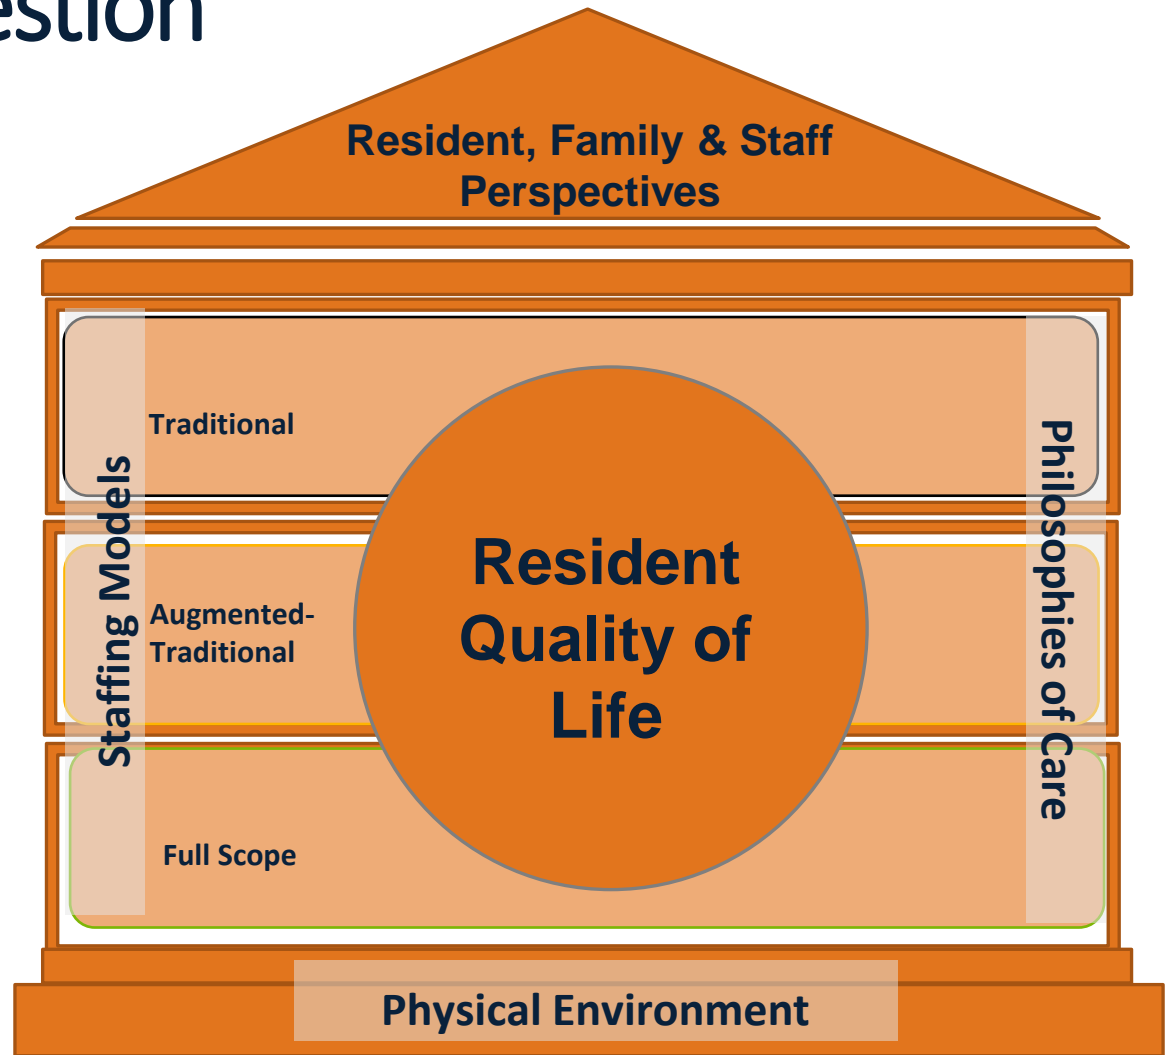 estion
Resident, Family & Staff
Perspectives
Traditional
Staffing Models
Augmented-
Traditional
Full Scope
Resident
Quality of
Life
Philosophies of Care
Physical Environment